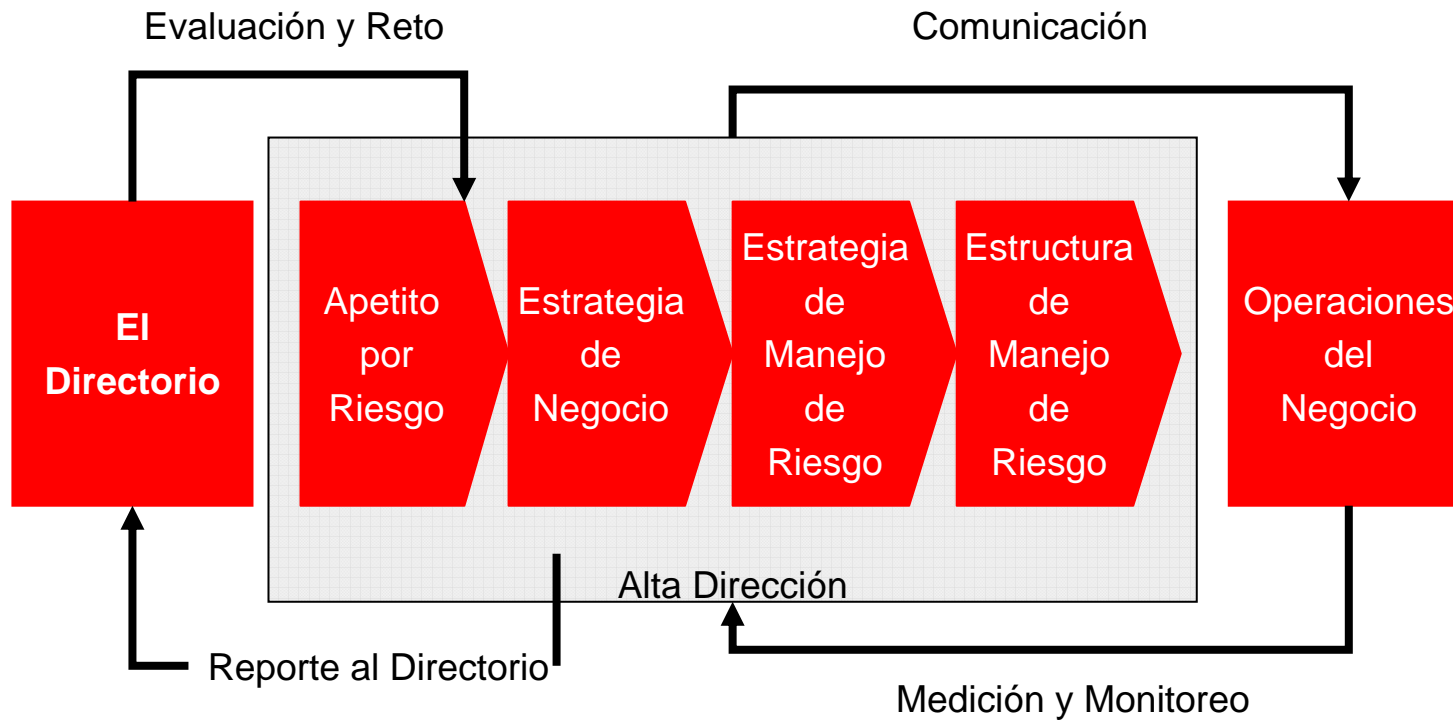 Evaluación y Reto
Comunicación
El
Directorio
Apetito
por
Riesgo
Estrategia
de
Negocio
Estrategia
de
Manejo
de
Riesgo
Estructura
de
Manejo
de
Riesgo
Operaciones
del
Negocio
Alta Dirección
Reporte al Directorio
Medición y Monitoreo